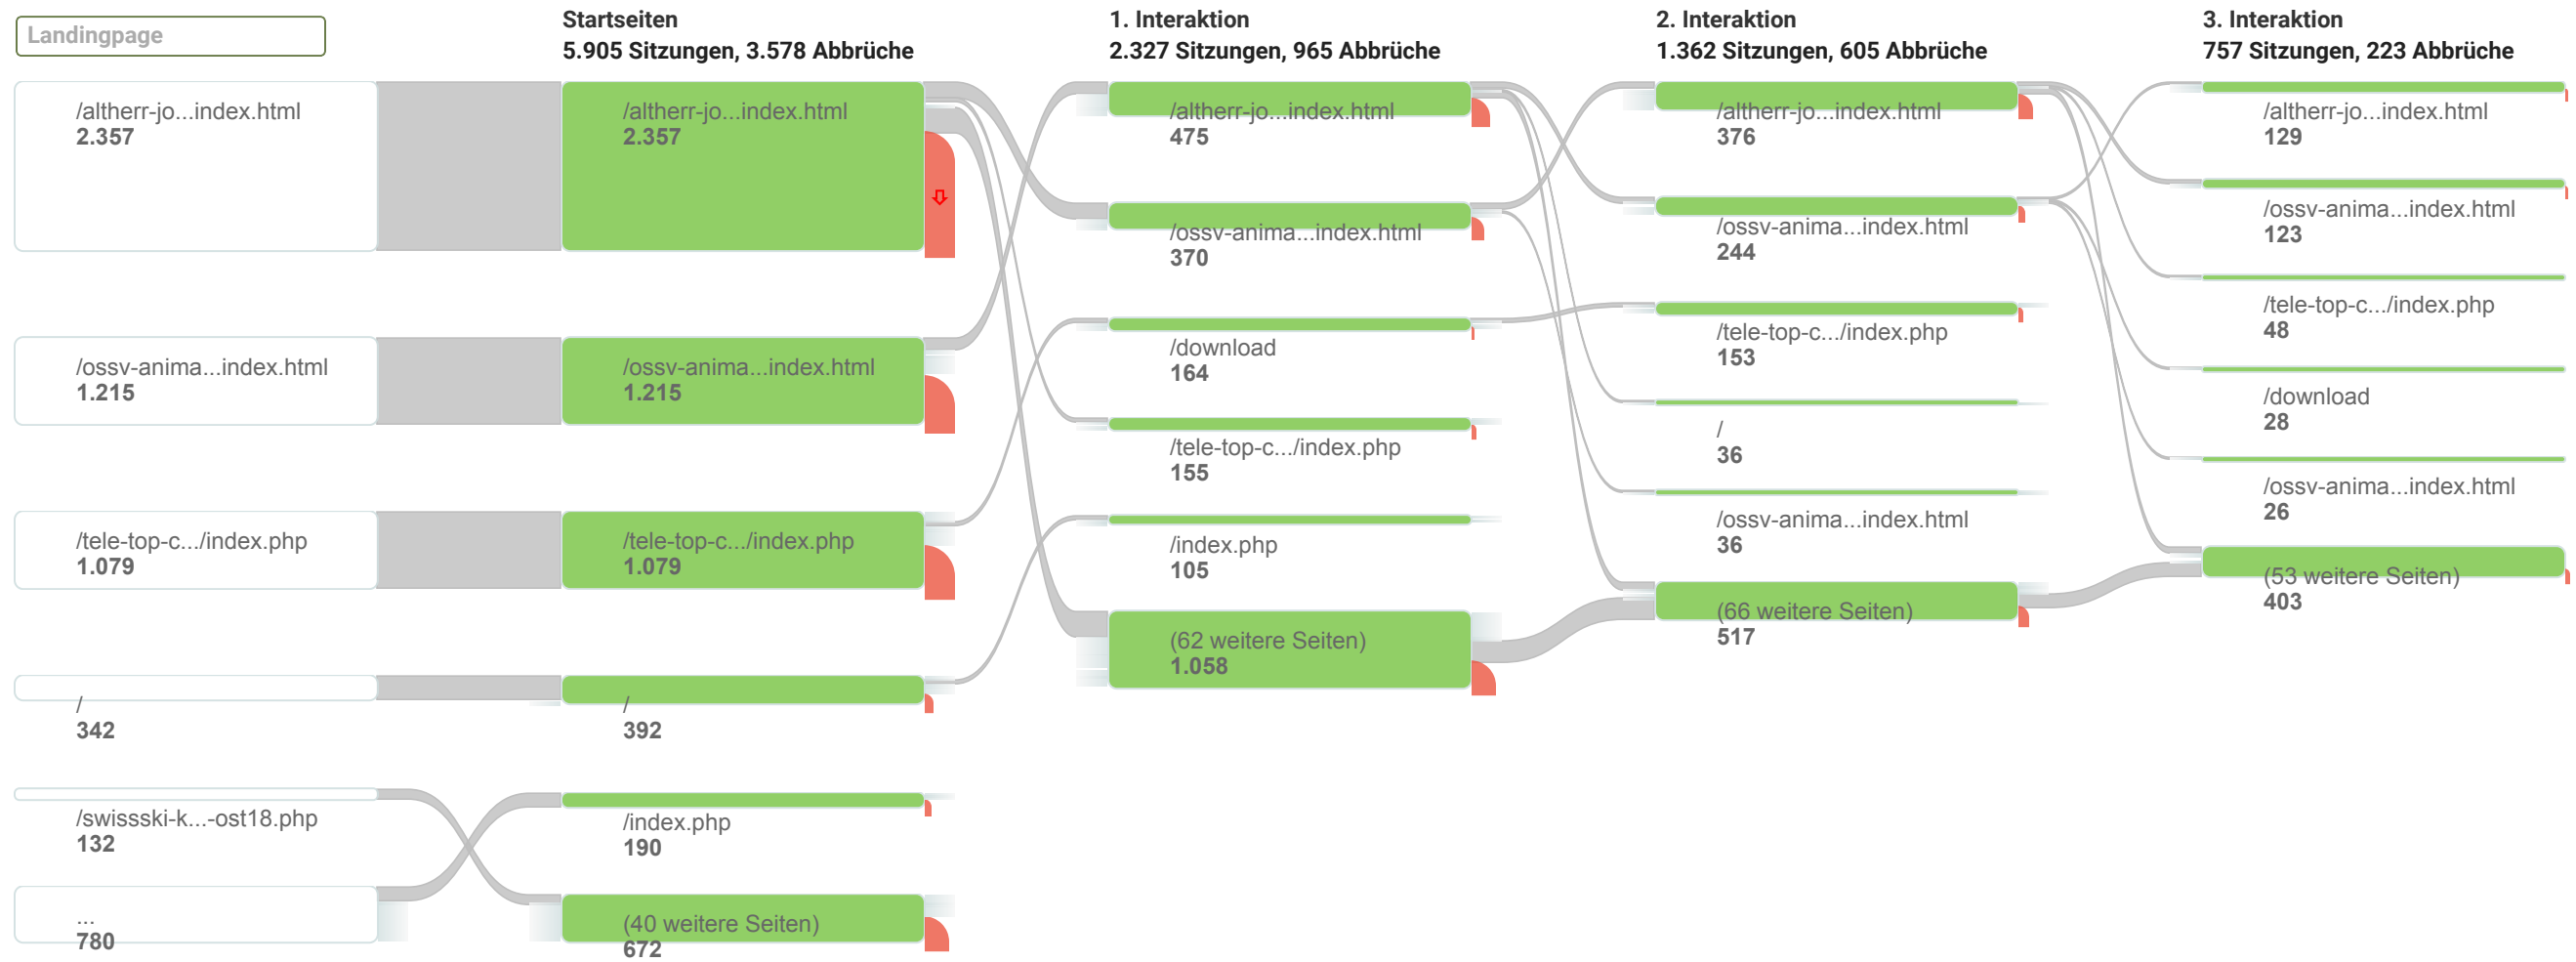 Landingpage
/altherr-jo...index.html
2.357
/ossv-anima...index.html
1.215
/tele-top-c.../index.php
1.079
/
342
/swissski-k...-ost18.php
132
...
780
Startseiten
5.905 Sitzungen, 3.578 Abbrüche
/altherr-jo...index.html
2.357
/ossv-anima...index.html
1.215
/tele-top-c.../index.php
1.079
/
392
/index.php
190
(40 weitere Seiten)
672
1. Interaktion
2.327 Sitzungen, 965 Abbrüche
/altherr-jo...index.html
475
/ossv-anima...index.html
370
/download
164
/tele-top-c.../index.php
155
/index.php
105
(62 weitere Seiten)
1.058
2. Interaktion
1.362 Sitzungen, 605 Abbrüche
/altherr-jo...index.html
376
/ossv-anima...index.html
244
/tele-top-c.../index.php
153
/
36
/ossv-anima...index.html
36
(66 weitere Seiten)
517
3. Interaktion
757 Sitzungen, 223 Abbrüche
/altherr-jo...index.html
129
/ossv-anima...index.html
123
/tele-top-c.../index.php
48
/download
28
/ossv-anima...index.html
26
(53 weitere Seiten)
403